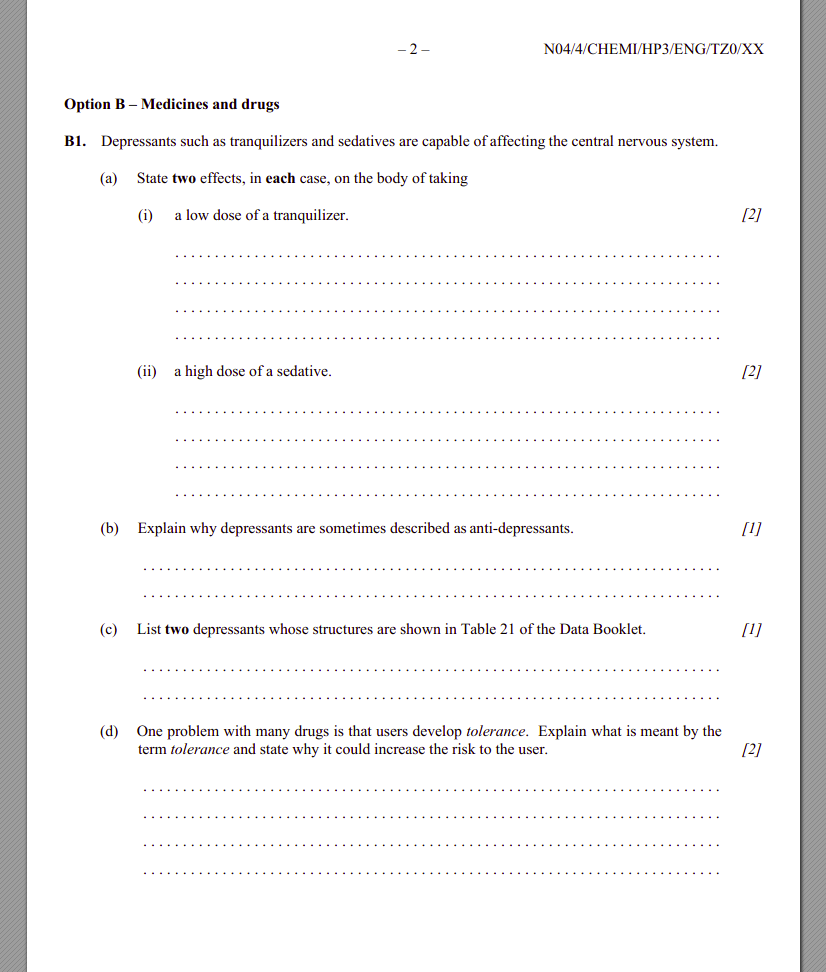 – 2 –
N04/4/CHEMI/HP3/ENG/TZ0/XX
Option B – Medicines and drugs
B1. Depressants such as tranquilizers and sedatives are capable of affecting the central nervous system.
(a) State two effects, in each case, on the body of taking
(i) a low dose of a tranquilizer. [2]
(ii) a high dose of a sedative. [2]
(b) Explain why depressants are sometimes described as anti-depressants. [1]
(c) List two depressants whose structures are shown in Table 21 of the Data Booklet. [1]
(d) One problem with many drugs is that users develop tolerance. Explain what is meant by the
term tolerance and state why it could increase the risk to the user. [2]